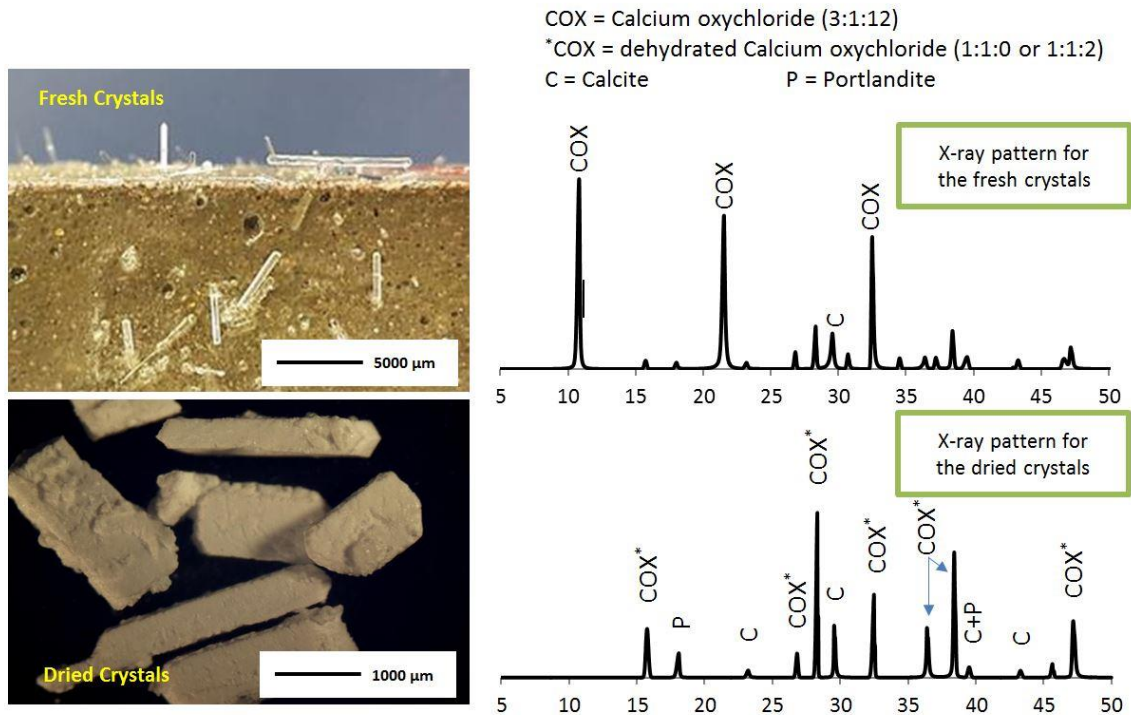 COX = Calcium oxychloride (3:1:12)
*COX = dehydrated Calcium oxychloride (1:1:0 or 1:1:2)
C = Calcite P = Portlandite
Fresh Crystals
5000 µm
COX
COX
COX
C
X-ray pattern for
the fresh crystals
5 10 15 20 25 30 35 40 45 50
Dried Crystals
1000 µm
COX*
P
C
COX*
COX*
C
COX*
COX*
C+P
C
COX*
X-ray pattern for
the dried crystals
5 10 15 20 25 30 35 40 45 50